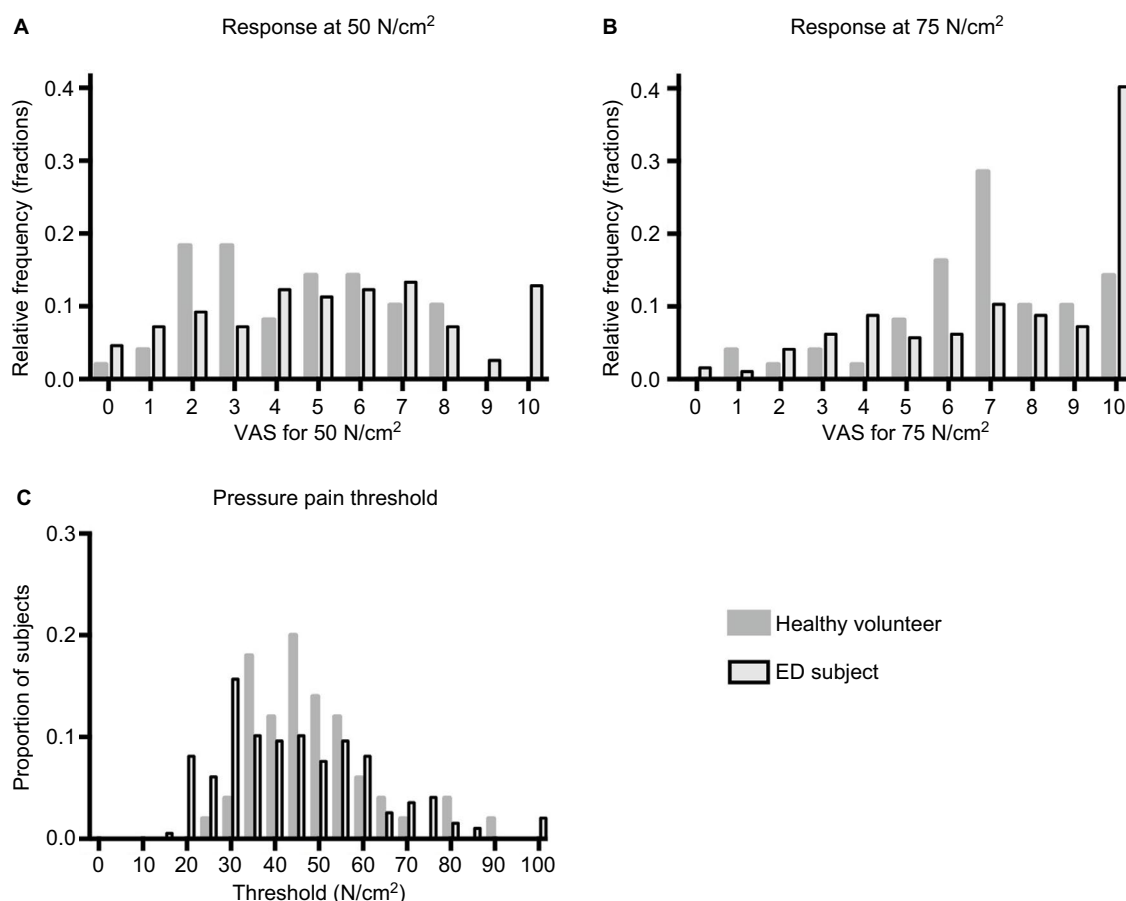 A Response at 50 N/cm²
Relative frequency (fractions)
0.4
0.3
0.2
0.1
0.0
0 1 2 3 4 5 6 7 8 9 10
VAS for 50 N/cm²
B Response at 75 N/cm²
Relative frequency (fractions)
0.4
0.3
0.2
0.1
0.0
0 1 2 3 4 5 6 7 8 9 10
VAS for 75 N/cm²
C Pressure pain threshold
Proportion of subjects
0.3
0.2
0.1
0.0
0 10 20 30 40 50 60 70 80 90 100
Threshold (N/cm²)
Healthy volunteer
ED subject